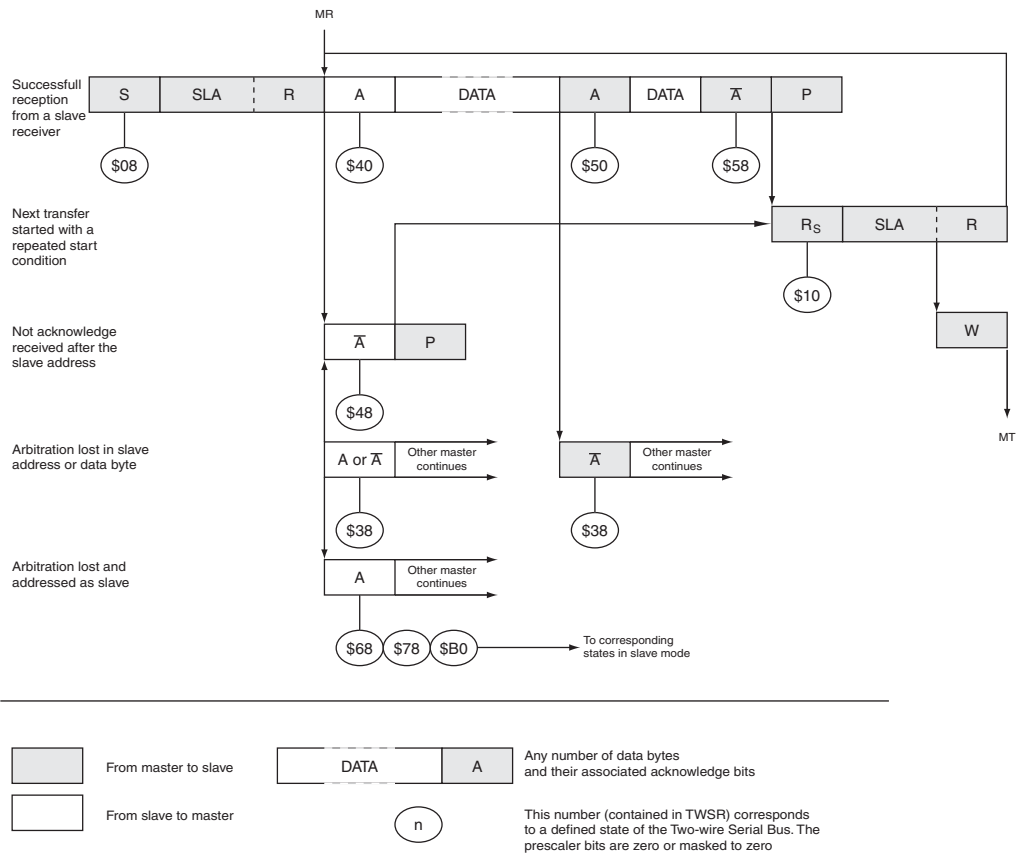 MR
Successfull
reception
from a slave
receiver
S SLA R A DATA A DATA A̅ P
$08 $40 $50 $58
Next transfer
started with a
repeated start
condition
RS SLA R
$10
W
MT
Not acknowledge
received after the
slave address
A̅ P
$48
Arbitration lost in slave
address or data byte
A or A̅ Other master
continues
A̅ Other master
continues
$38 $38
Arbitration lost and
addressed as slave
A Other master
continues
$68 $78 $B0
To corresponding
states in slave mode
From master to slave
DATA A
Any number of data bytes
and their associated acknowledge bits
From slave to master
n
This number (contained in TWSR) corresponds
to a defined state of the Two-wire Serial Bus. The
prescaler bits are zero or masked to zero